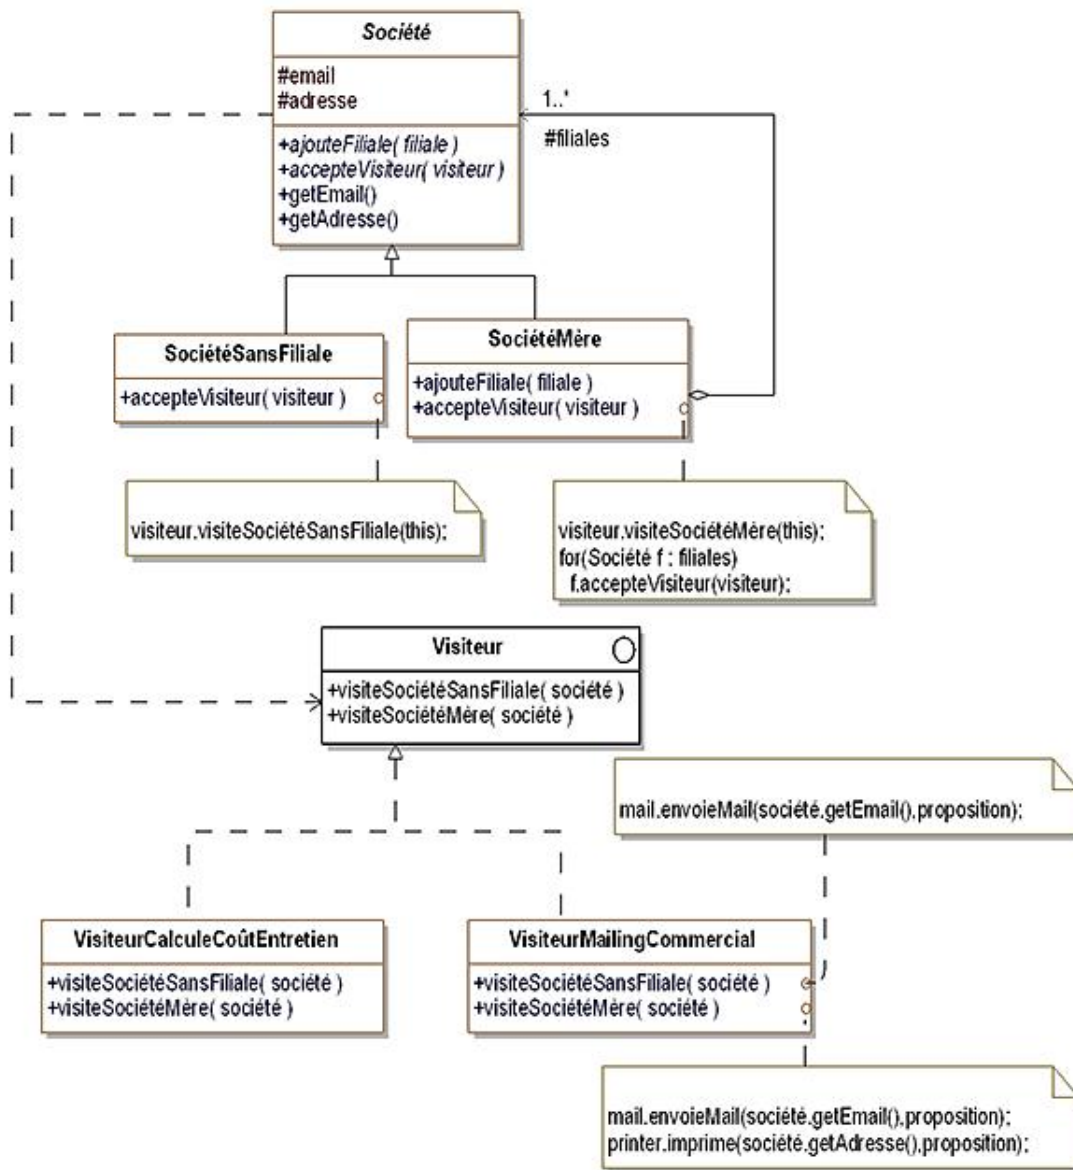 Société
#email
#adresse
+ajouteFiliale( filiale )
+accepteVisiteur( visiteur )
+getEmail()
+getAdresse()
1..*
#filiales
SociétéSansFiliale
+accepteVisiteur( visiteur )
SociétéMère
+ajouteFiliale( filiale )
+accepteVisiteur( visiteur )
visiteur.visiteSociétéSansFiliale(this);
visiteur.visiteSociétéMère(this);
for(Société f : filiales)
f.accepteVisiteur(visiteur);
Visiteur
+visiteSociétéSansFiliale( société )
+visiteSociétéMère( société )
mail.envoieMail(société.getEmail(),proposition);
VisiteurCalculeCoûtEntretien
+visiteSociétéSansFiliale( société )
+visiteSociétéMère( société )
VisiteurMailingCommercial
+visiteSociétéSansFiliale( société )
+visiteSociétéMère( société )
mail.envoieMail(société.getEmail(),proposition);
printer.imprime(société.getAdresse(),proposition);